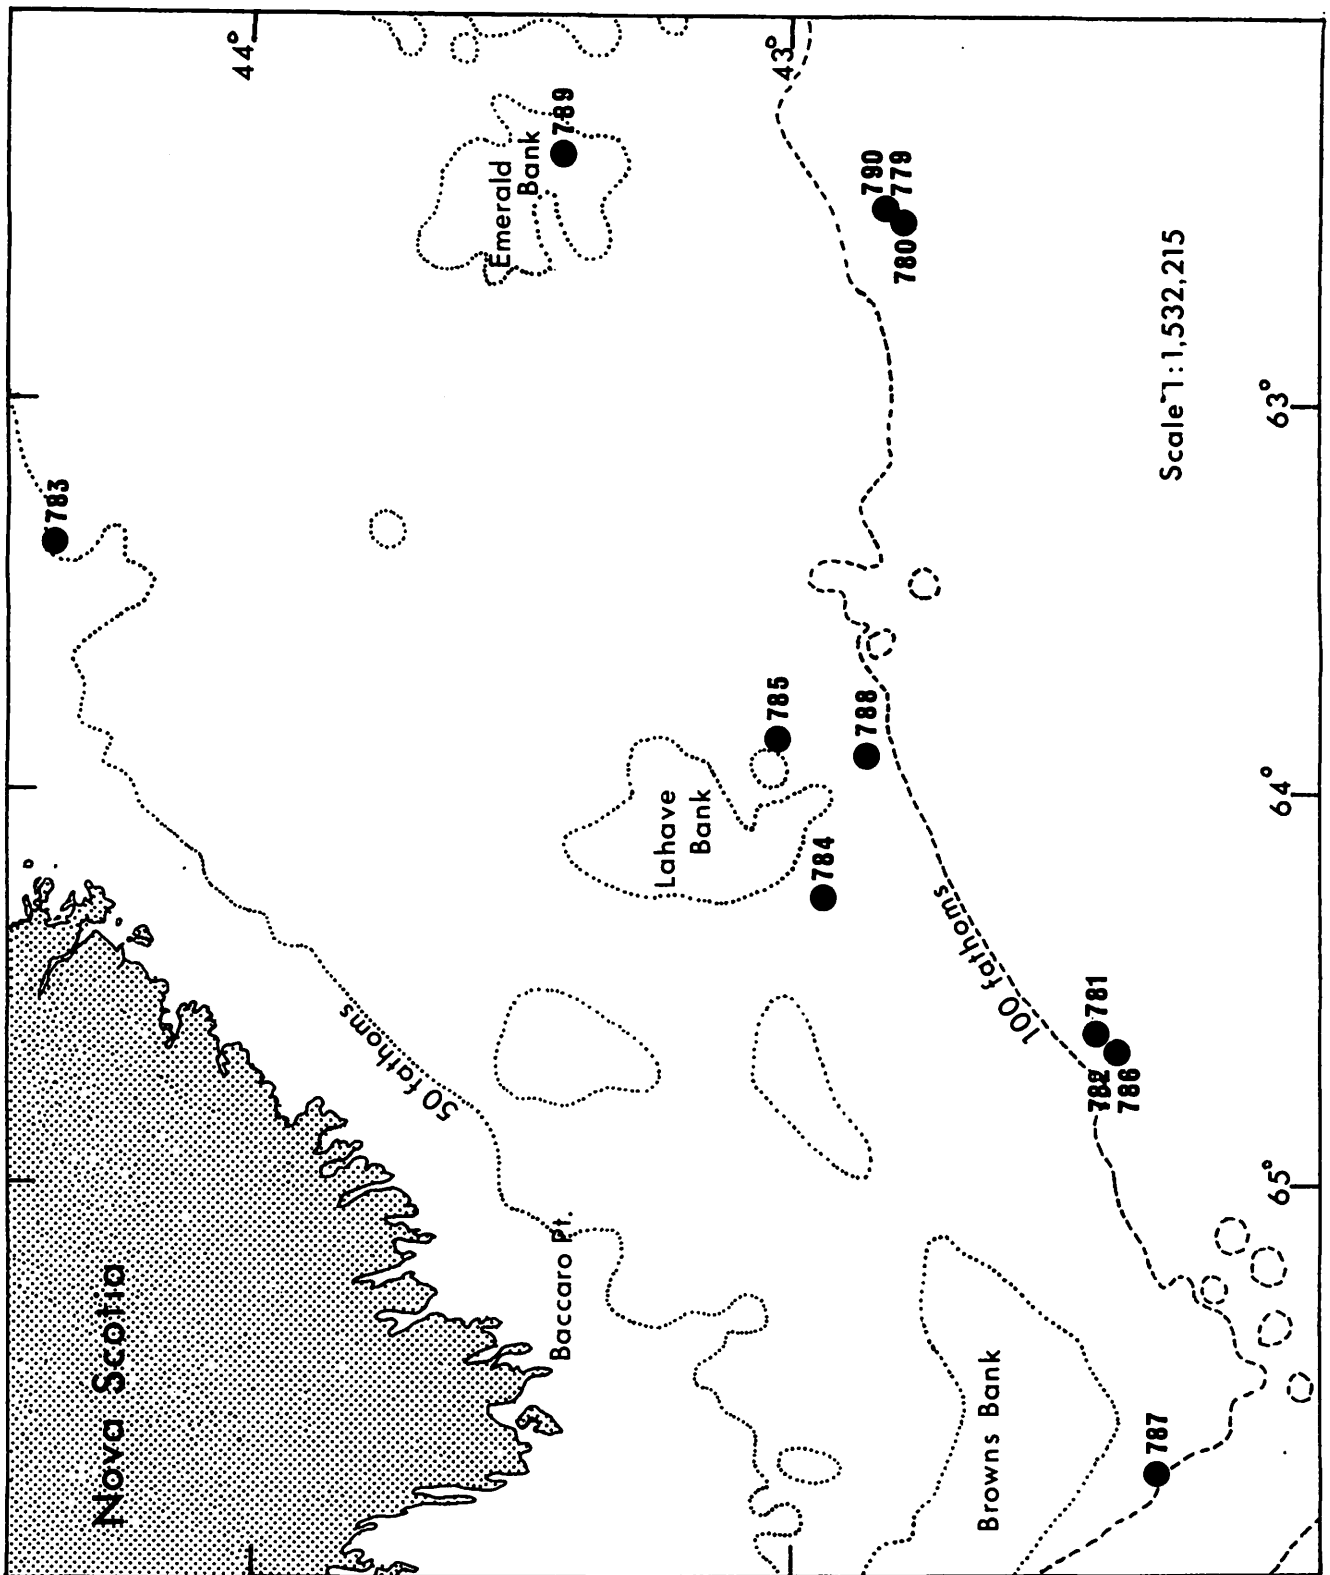 783
Nova Scotia
44°
50 fathoms
Emerald
Bank
Baccaro Pt.
789
Lahave
Bank
785
43°
784
788
790
779
780
100 fathoms
Browns Bank
781
782
786
787
Scale 1:1,532,215
65°
64°
63°